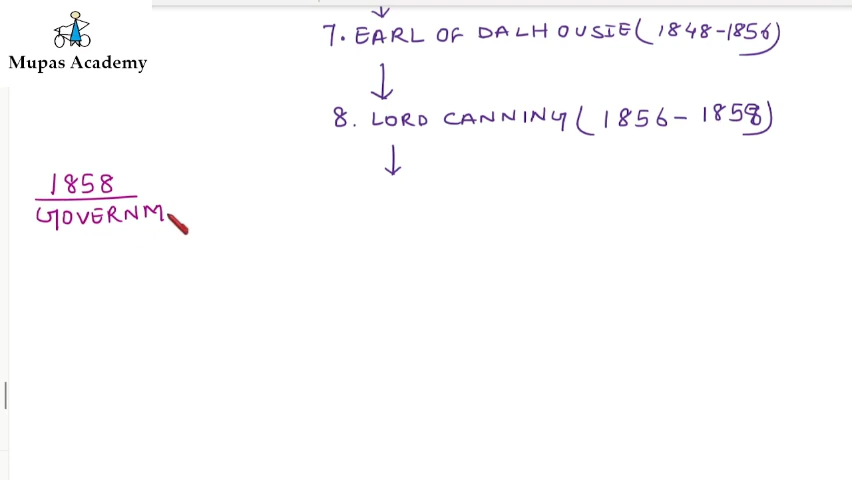 Mupas Academy
7. EARL OF DALHOUSIE (1848-1856)
8. LORD CANNING (1856-1858)
1858
GOVERNM